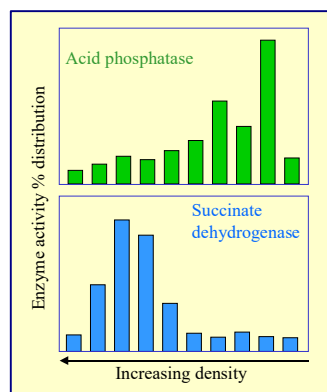 Enzyme activity % distribution
Acid phosphatase
Succinate
dehydrogenase
Increasing density